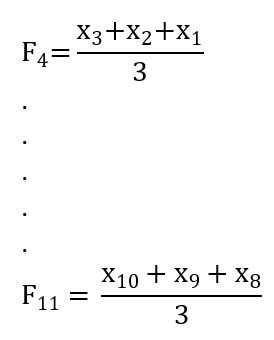 F₄= (x₃+x₂+x₁)/3
.
.
.
.
.
F₁₁ = (x₁₀ + x₉ + x₈)/3